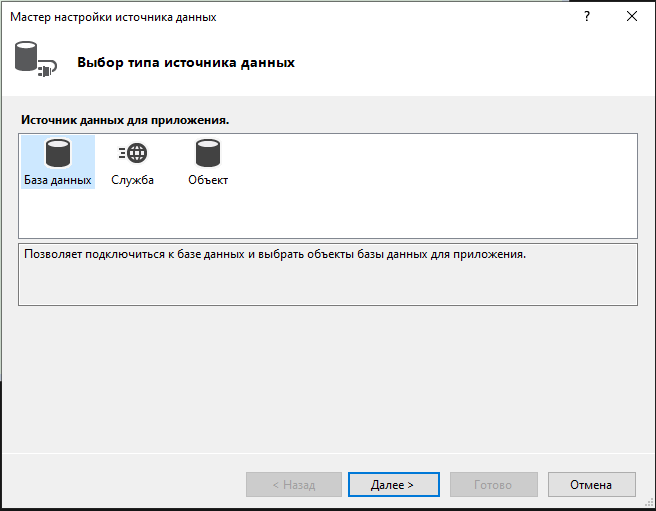 Мастер настройки источника данных
?
Выбор типа источника данных
Источник данных для приложения.
База данных Служба Объект
Позволяет подключиться к базе данных и выбрать объекты базы данных для приложения.
< Назад Далее > Готово Отмена